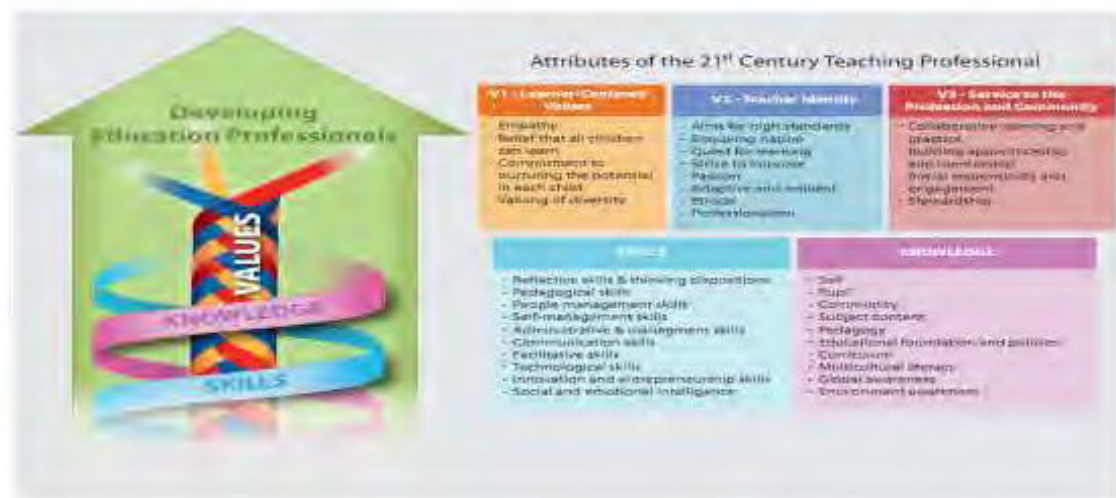 Developing
Education Professionals
VALUES
KNOWLEDGE
SKILLS
Attributes of the 21st Century Teaching Professional
V1 - Learner-Centered
Values
- Empathy
- Belief that all children
can learn
- Commitment to
nurturing the potential
in each child
- Valuing of diversity
V2 - Teacher Identity
- Aims for high standards
- Enquiring nature
- Quest for learning
- Strive to improve
- Passion
- Adaptive and resilient
- Ethical
- Professionalism
V3 - Service to the
Profession and Community
- Collaborative learning and
practice
- Building apprenticeship
and mentorship
- Social responsibility and
engagement
- Stewardship
SKILLS
- Reflective skills & thinking dispositions
- Pedagogical skills
- People management skills
- Self-management skills
- Administrative & managment skills
- Communication skills
- Facilitative skills
- Technological skills
- Innovation and entrepreneurship skills
- Social and emotional intelligence
KNOWLEDGE
- Self
- Pupil
- Community
- Subject content
- Pedagogy
- Educational foundation and policies
- Curriculum
- Multicultural literacy
- Global awareness
- Environment awareness